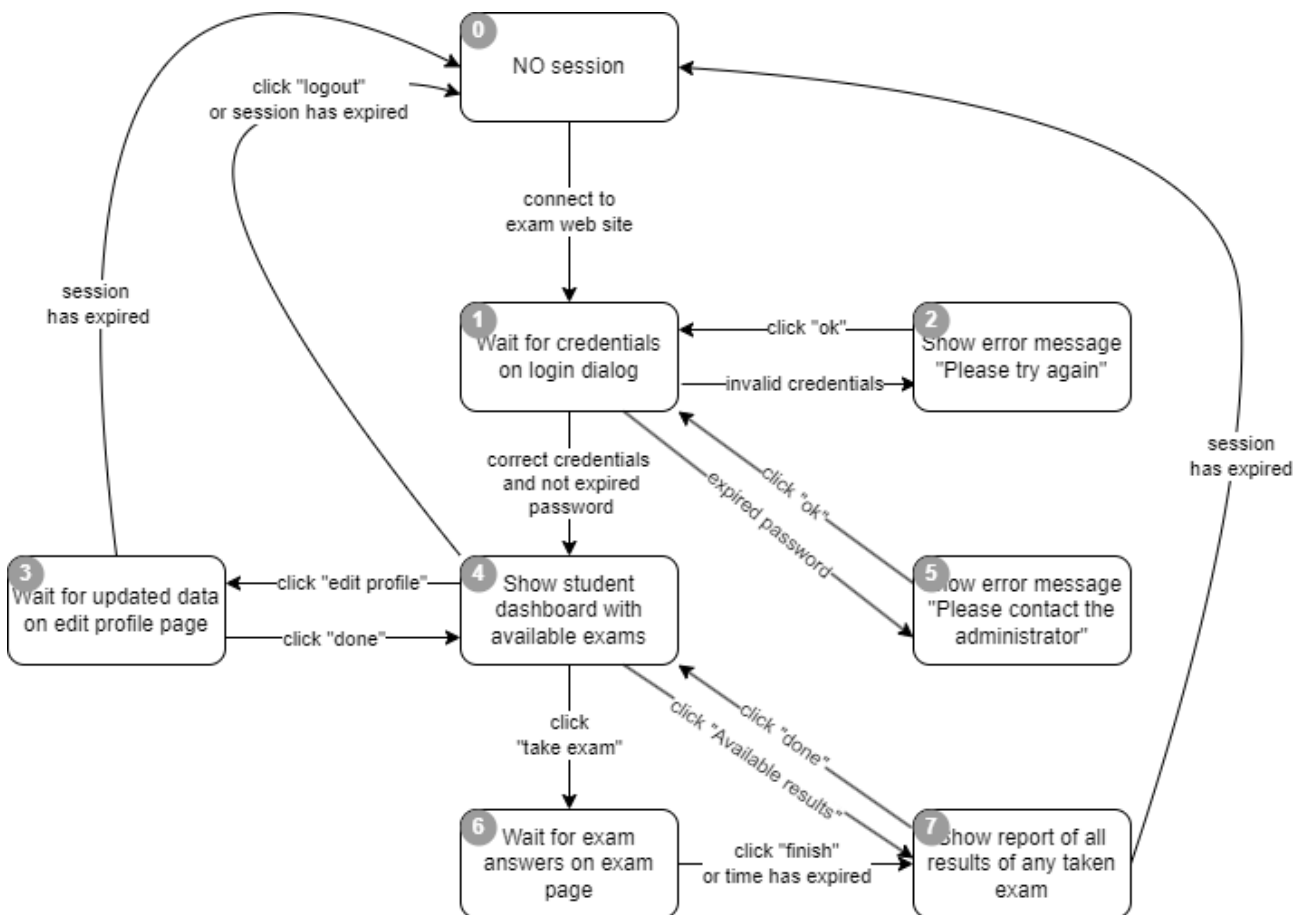 0
NO session
click "logout"
or session has expired
connect to
exam web site
session
has expired
1
Wait for credentials
on login dialog
click "ok"
invalid credentials
2
Show error message
"Please try again"
session
has expired
correct credentials
and not expired
password
click "ok"
expired password
3
Wait for updated data
on edit profile page
click "edit profile"
click "done"
4
Show student
dashboard with
available exams
5
Show error message
"Please contact the
administrator"
click
"take exam"
click "done"
click "Available results"
6
Wait for exam
answers on exam
page
click "finish"
or time has expired
7
Show report of all
results of any taken
exam